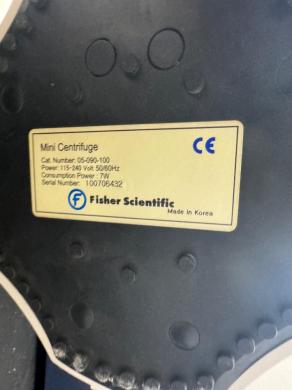 Mini Centrifuge
CE
Cat. Number: 05-090-100
Power: 115-240 Volt 50/60Hz
Consumption Power: 7W
Serial Number: 100706432
F Fisher Scientific
Made In Korea